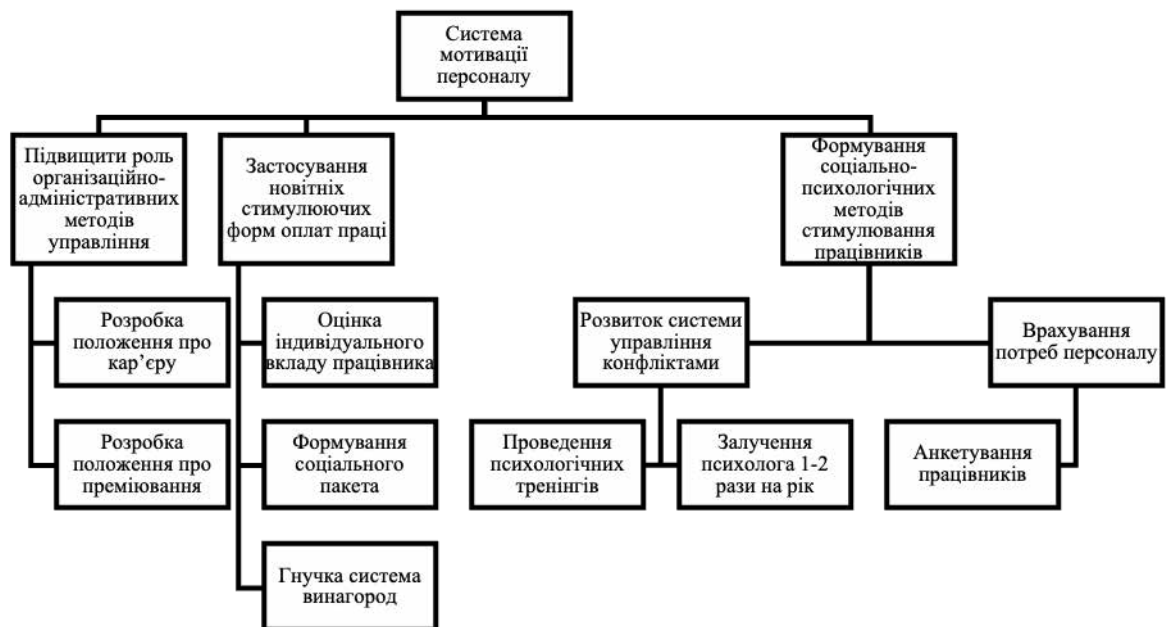 Система
мотивації
персоналу
Підвищити роль
організаційно-
адміністративних
методів
управління
Застосування
новітніх
стимулюючих
форм оплат праці
Формування
соціально-
психологічних
методів
стимулювання
працівників
Розробка
положення про
кар’єру
Оцінка
індивідуального
вкладу працівника
Розвиток системи
управління
конфліктами
Врахування
потреб персоналу
Розробка
положення про
преміювання
Формування
соціального
пакета
Проведення
психологічних
тренінгів
Залучення
психолога 1-2
рази на рік
Анкетування
працівників
Гнучка система
винагород